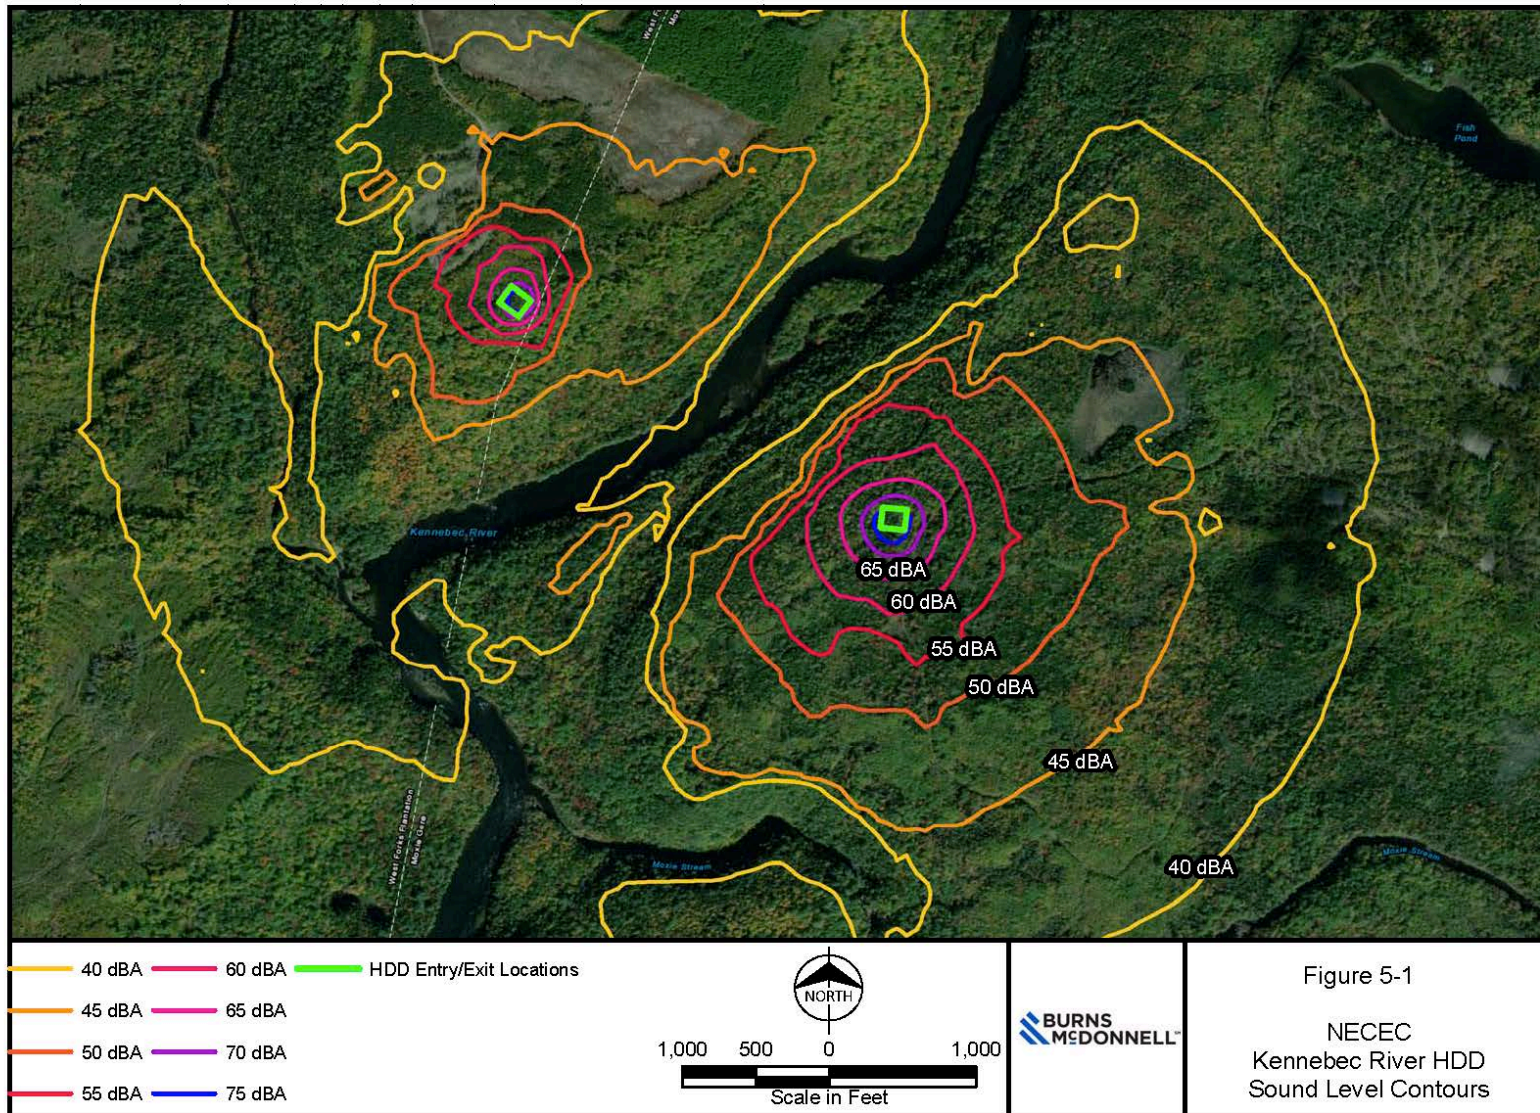 West Forks
Moxi
Fish
Pond
Kennebec River
65 dBA
60 dBA
55 dBA
50 dBA
45 dBA
40 dBA
West Forks Plantation
Moxie Gore
Moxie Stream
Moxie Stream
40 dBA
45 dBA
50 dBA
55 dBA
60 dBA
65 dBA
70 dBA
75 dBA
HDD Entry/Exit Locations
NORTH
1,000 500 0 1,000
Scale in Feet
BURNS
McDONNELL
Figure 5-1
NECEC
Kennebec River HDD
Sound Level Contours